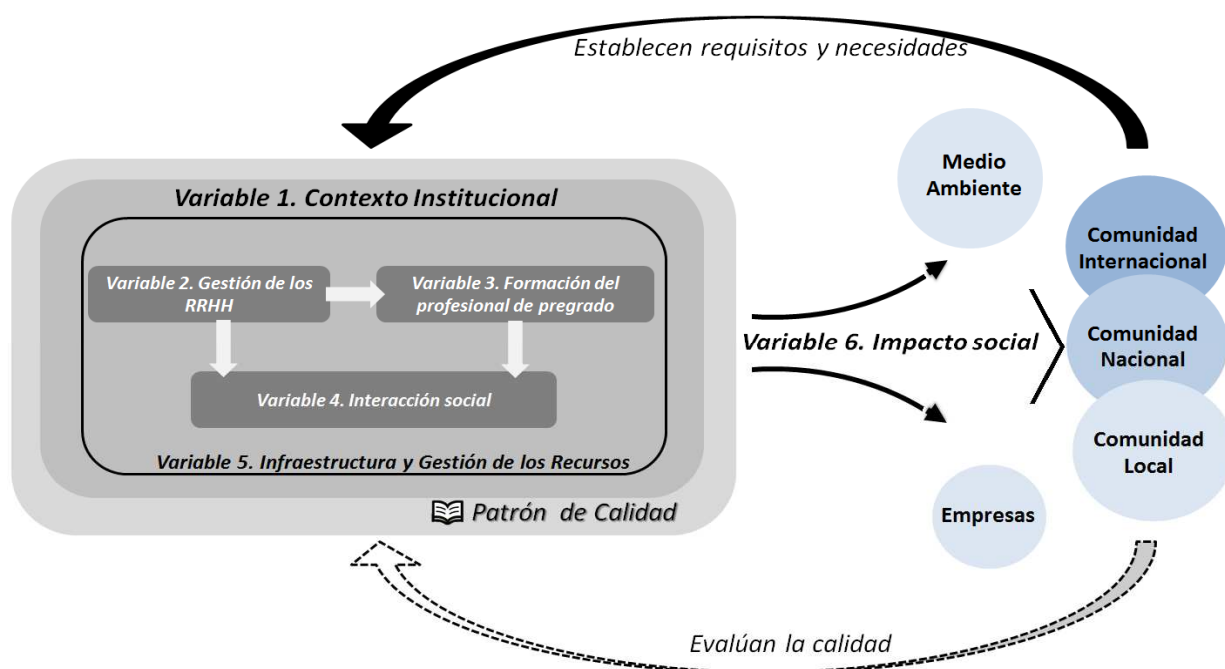 Establecen requisitos y necesidades
Medio
Ambiente
Variable 1. Contexto Institucional
Comunidad
Internacional
Variable 2. Gestión de los
RRHH
Variable 3. Formación del
profesional de pregrado
Variable 6. Impacto social
Comunidad
Nacional
Variable 4. Interacción social
Comunidad
Local
Variable 5. Infraestructura y Gestión de los Recursos
Patrón de Calidad
Empresas
Evalúan la calidad